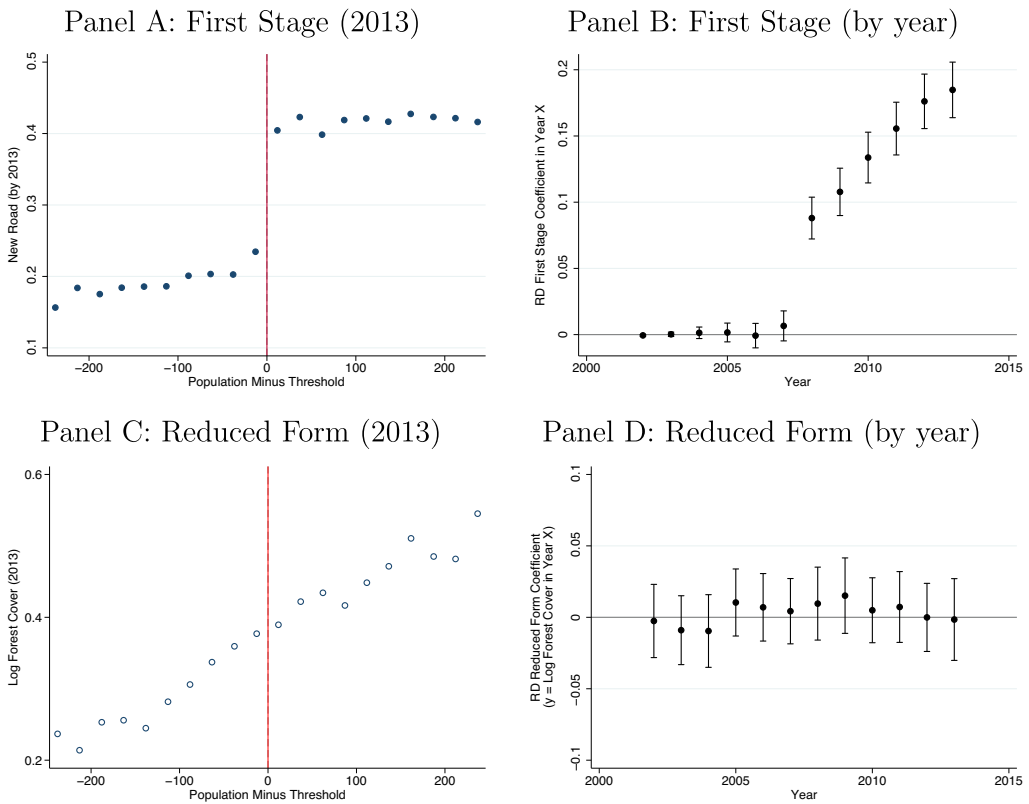 Panel A: First Stage (2013)
New Road (by 2013)
0.5
0.4
0.3
0.2
0.1
−200
−100
0
100
200
Population Minus Threshold
Panel B: First Stage (by year)
RD First Stage Coefficient in Year X
0.2
0.15
0.1
0.05
0
2000
2005
2010
2015
Year
Panel C: Reduced Form (2013)
Log Forest Cover (2013)
0.6
0.4
0.2
−200
−100
0
100
200
Population Minus Threshold
Panel D: Reduced Form (by year)
RD Reduced Form Coefficient
(y = Log Forest Cover in Year X)
0.1
0.05
0
−0.05
−0.1
2000
2005
2010
2015
Year